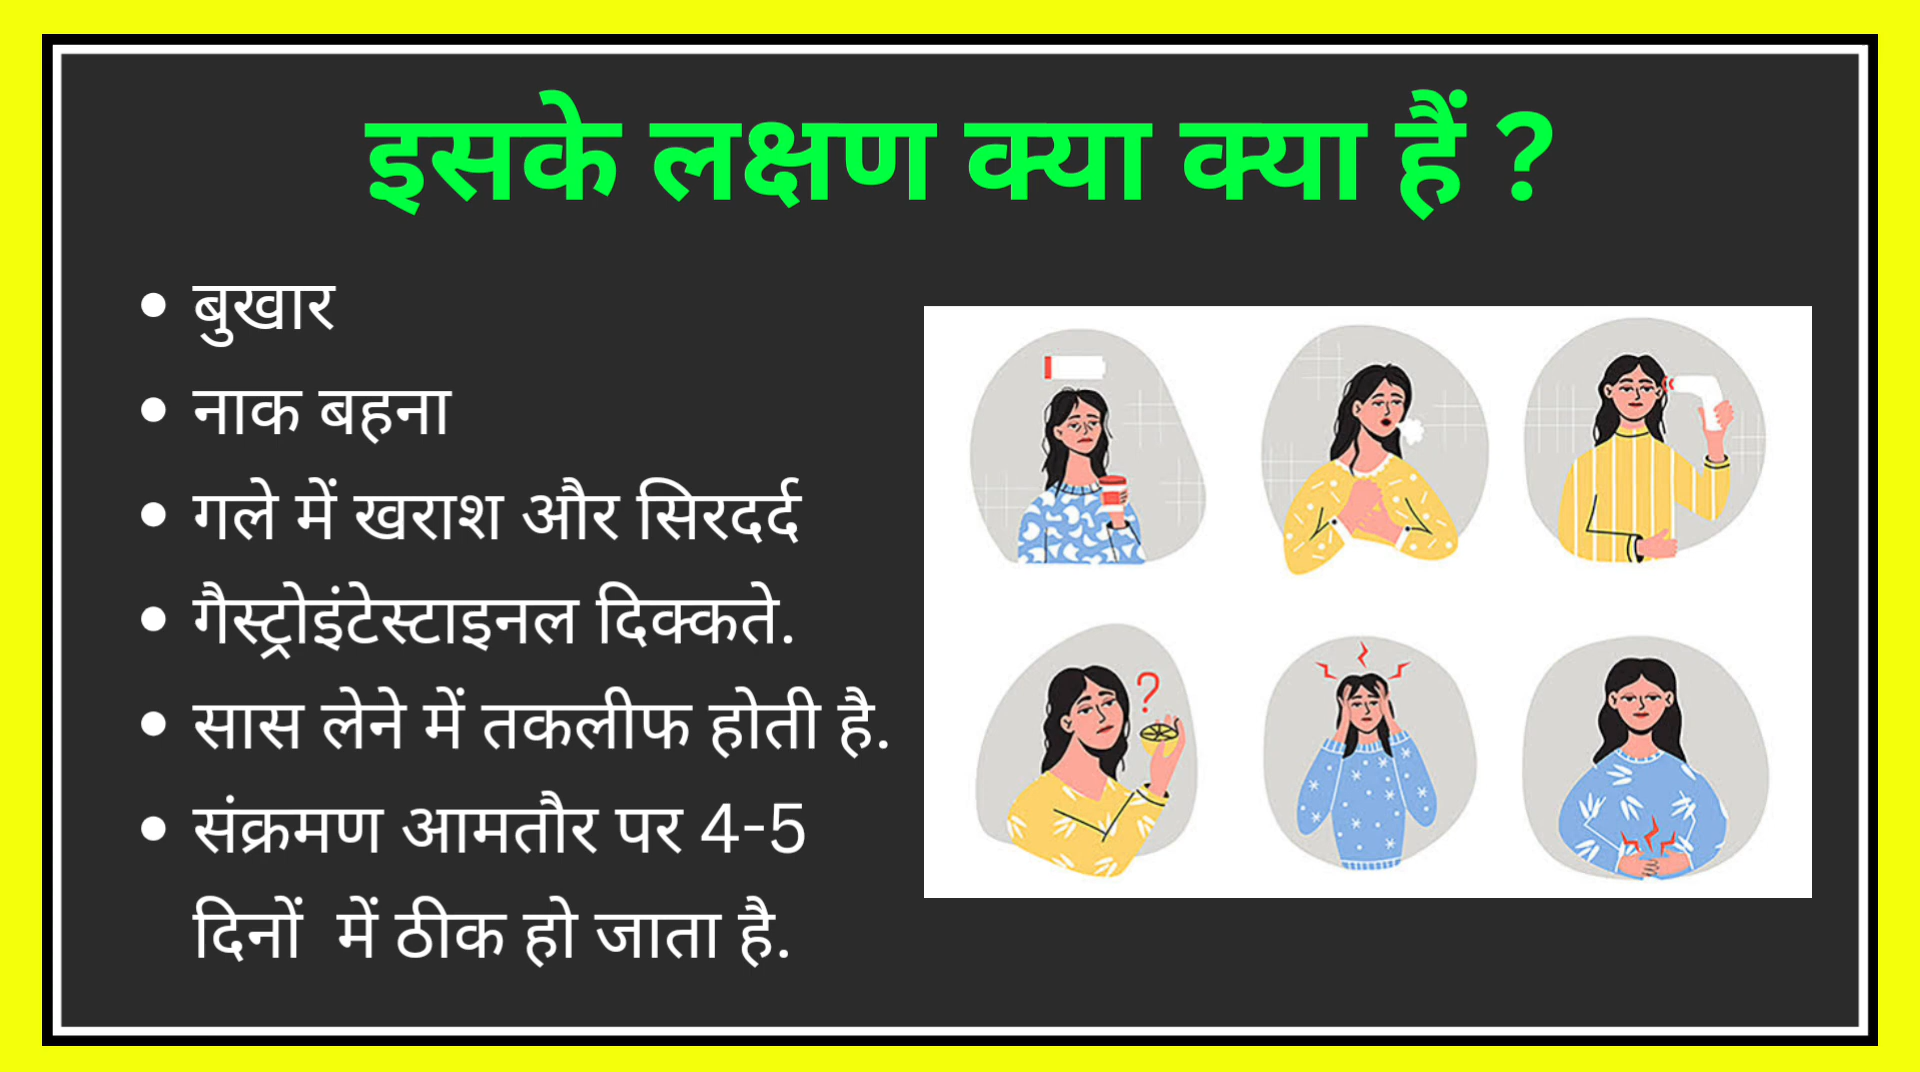 इसके लक्षण क्या क्या हैं ?
• बुखार
• नाक बहना
• गले में खराश और सिरदर्द
• गैस्ट्रोइंटेस्टाइनल दिक्कते.
• सास लेने में तकलीफ होती है.
• संक्रमण आमतौर पर 4-5
दिनों में ठीक हो जाता है.
?